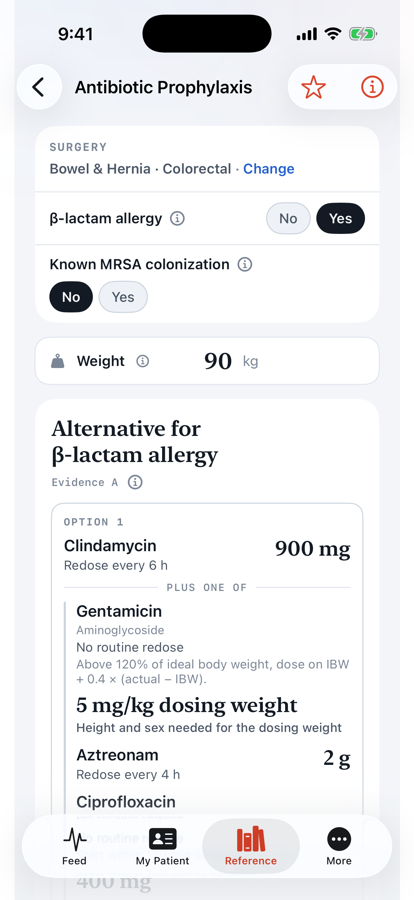 9:41
Antibiotic Prophylaxis
SURGERY
Bowel & Hernia · Colorectal · Change
β-lactam allergy
No Yes
Known MRSA colonization
No Yes
Weight 90 kg
Alternative for
β-lactam allergy
Evidence A
OPTION 1
Clindamycin 900 mg
Redose every 6 h
PLUS ONE OF
Gentamicin
Aminoglycoside
No routine redose
Above 120% of ideal body weight, dose on IBW
+ 0.4 × (actual − IBW).
5 mg/kg dosing weight
Height and sex needed for the dosing weight
Aztreonam 2 g
Redose every 4 h
Ciprofloxacin
Feed My Patient Reference More
400 mg